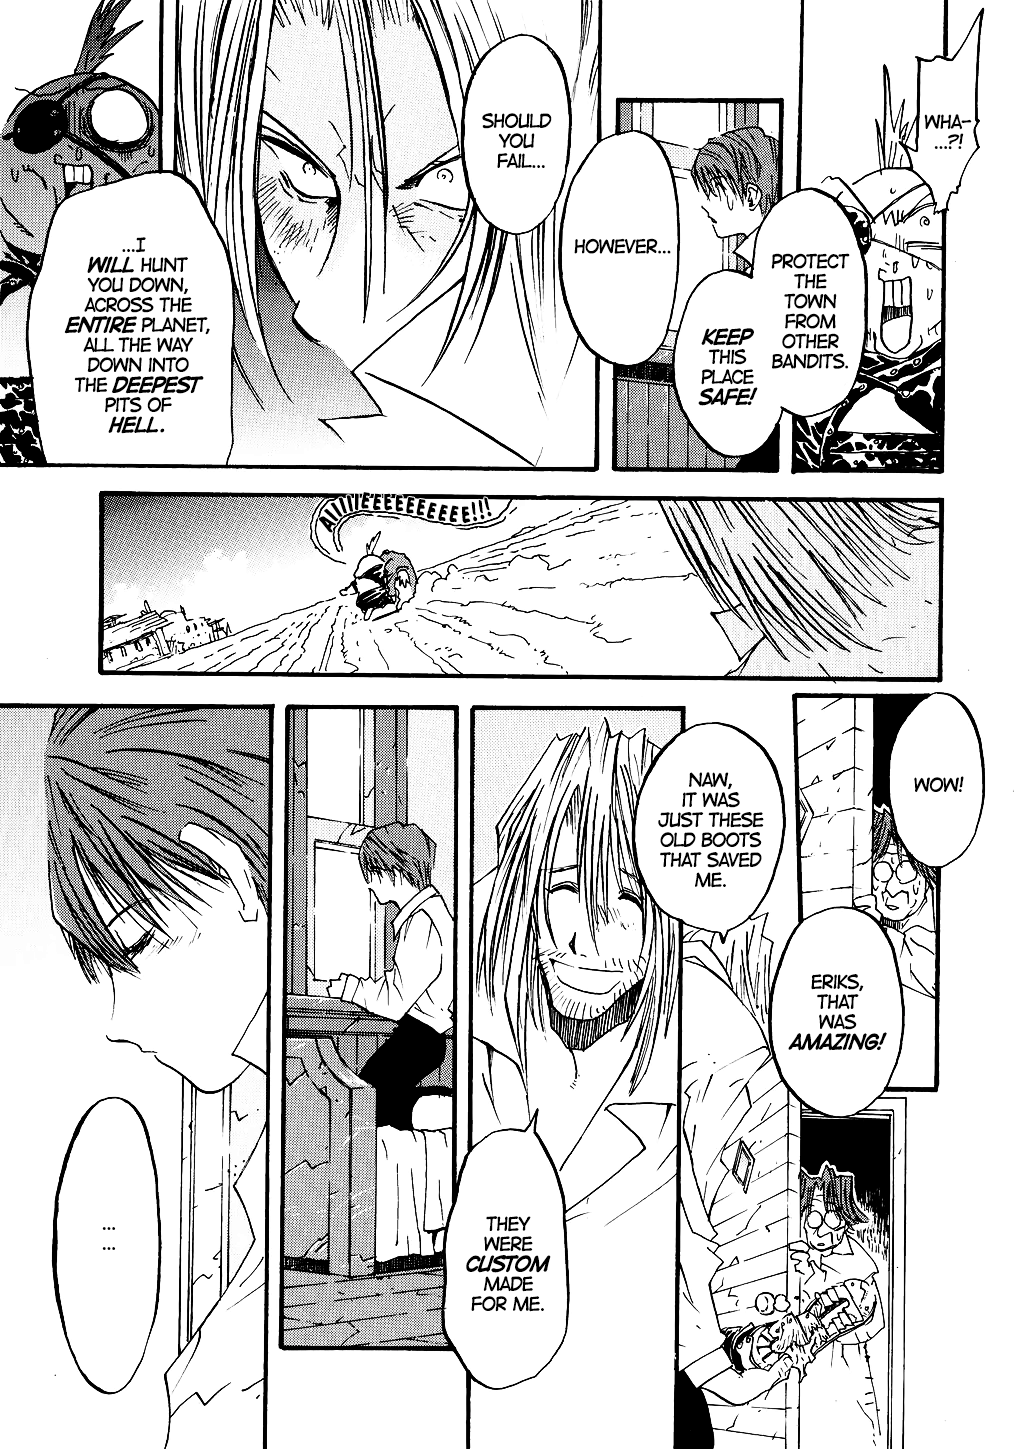 WHA-
...?!
PROTECT
THE
TOWN
FROM
OTHER
BANDITS.
KEEP
THIS
PLACE
SAFE!
HOWEVER...
SHOULD
YOU
FAIL...
...I
WILL HUNT
YOU DOWN,
ACROSS THE
ENTIRE PLANET,
ALL THE WAY
DOWN INTO
THE DEEPEST
PITS OF
HELL.
AIIIIEEEEEEEEEE!!!
WOW!
ERIKS,
THAT
WAS
AMAZING!
NAW,
IT WAS
JUST THESE
OLD BOOTS
THAT SAVED
ME.
THEY
WERE
CUSTOM
MADE
FOR ME.
...
...